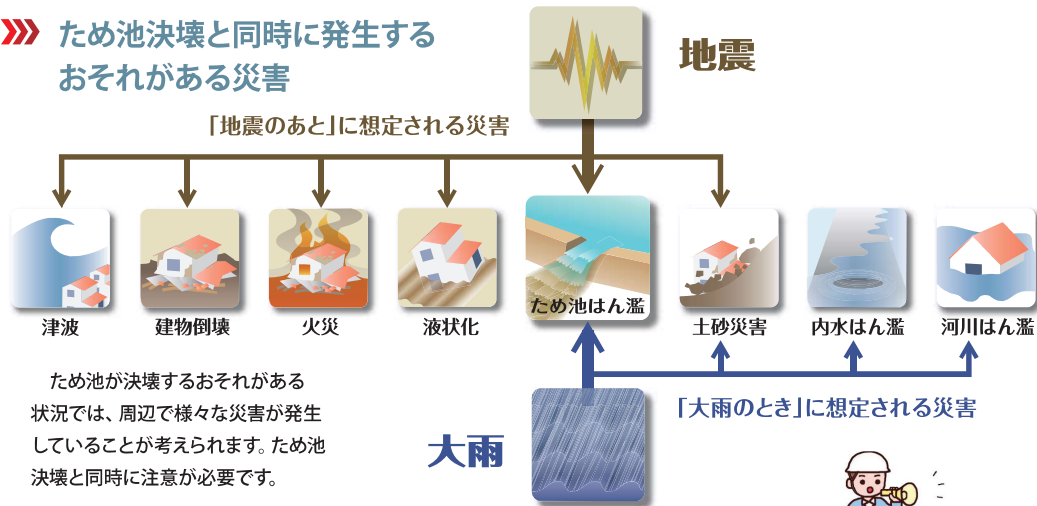 ため池決壊と同時に発生する
おそれがある災害
地震
「地震のあと」に想定される災害
津波
建物倒壊
火災
液状化
ため池はん濫
土砂災害
内水はん濫
河川はん濫
ため池が決壊するおそれがある
状況では、周辺で様々な災害が発生
していることが考えられます。ため池
決壊と同時に注意が必要です。
「大雨のとき」に想定される災害
大雨